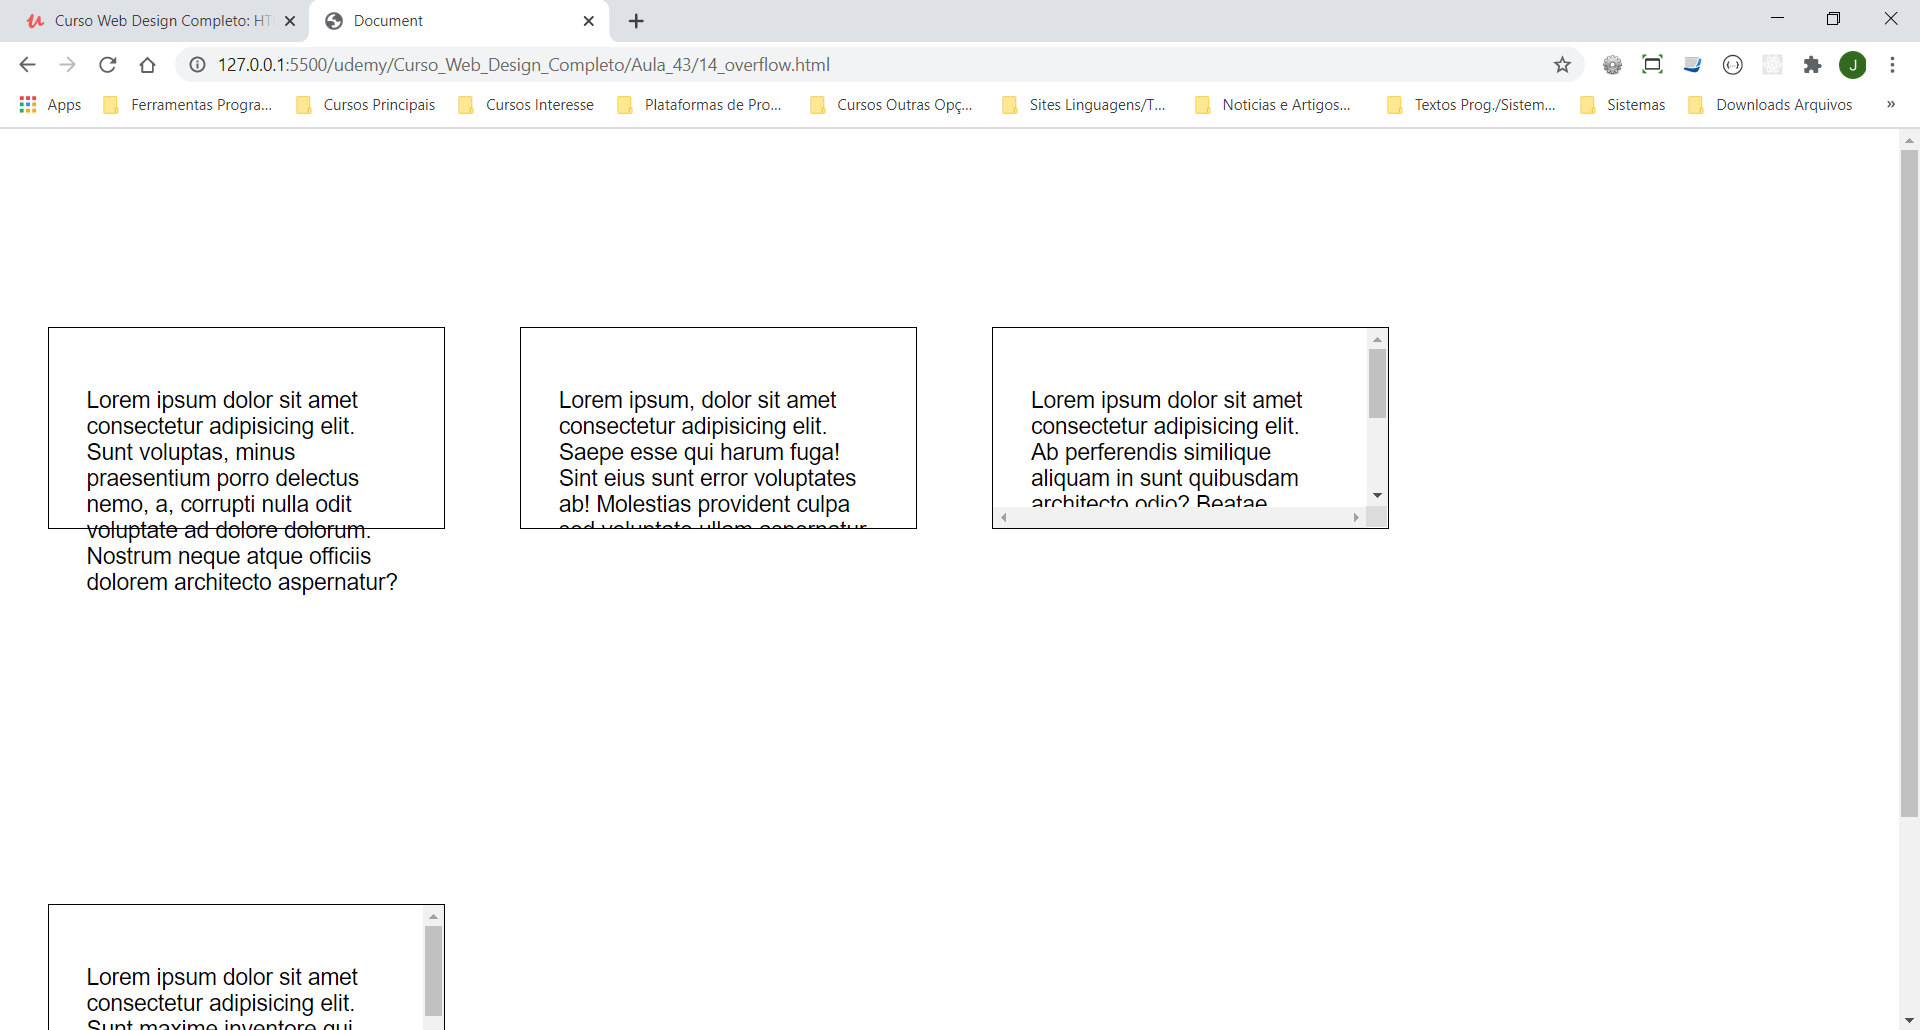 Curso Web Design Completo: HT
Document
127.0.0.1:5500/udemy/Curso_Web_Design_Completo/Aula_43/14_overflow.html
J
Apps
Ferramentas Progra...
Cursos Principais
Cursos Interesse
Plataformas de Pro...
Cursos Outras Opç...
Sites Linguagens/T...
Noticias e Artigos...
Textos Prog./Sistem...
Sistemas
Downloads Arquivos
»
Lorem ipsum dolor sit amet
consectetur adipisicing elit.
Sunt voluptas, minus
praesentium porro delectus
nemo, a, corrupti nulla odit
voluptate ad dolore dolorum.
Nostrum neque atque officiis
dolorem architecto aspernatur?
Lorem ipsum, dolor sit amet
consectetur adipisicing elit.
Saepe esse qui harum fuga!
Sint eius sunt error voluptates
ab! Molestias provident culpa
sed voluptate ullam aspernatur
Lorem ipsum dolor sit amet
consectetur adipisicing elit.
Ab perferendis similique
aliquam in sunt quibusdam
architecto odio? Beatae
Lorem ipsum dolor sit amet
consectetur adipisicing elit.
Sunt maxime inventore qui